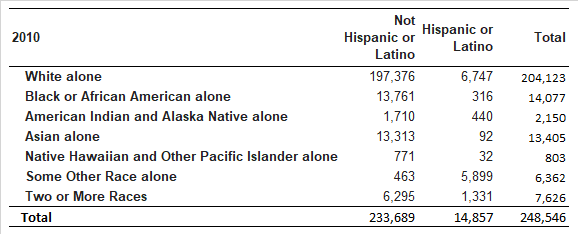 2010 Not Hispanic or Latino Hispanic or Latino Total
White alone 197,376 6,747 204,123
Black or African American alone 13,761 316 14,077
American Indian and Alaska Native alone 1,710 440 2,150
Asian alone 13,313 92 13,405
Native Hawaiian and Other Pacific Islander alone 771 32 803
Some Other Race alone 463 5,899 6,362
Two or More Races 6,295 1,331 7,626
Total 233,689 14,857 248,546